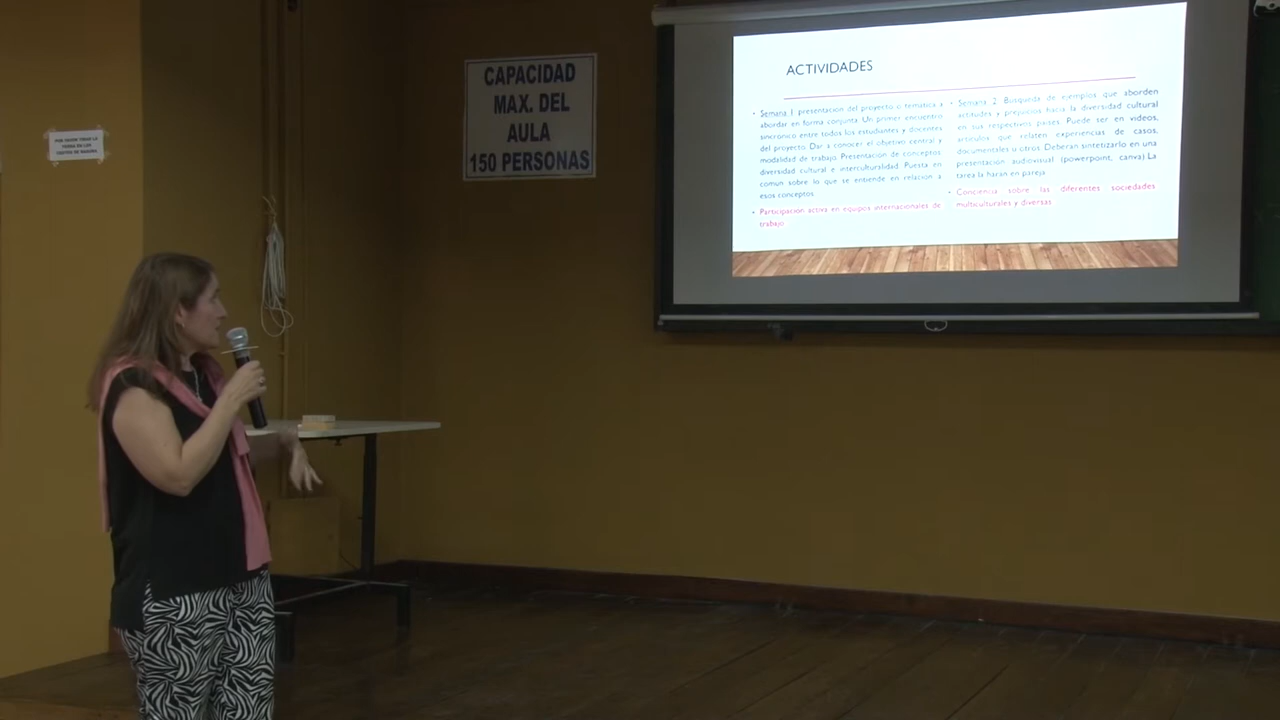 CAPACIDAD
MAX. DEL
AULA
150 PERSONAS
ACTIVIDADES
• Semana 1 presentación del proyecto o temática a
abordar en forma conjunta. Un primer encuentro
sincrónico entre todos los estudiantes y docentes
del proyecto. Dar a conocer el objetivo central y
modalidad de trabajo. Presentación de conceptos
diversidad cultural e interculturalidad. Puesta en
común sobre lo que se entiende en relación a
esos conceptos
• Participación activa en equipos internacionales de
trabajo
• Semana 2. Búsqueda de ejemplos que aborden
actitudes y prejuicios hacia la diversidad cultural
en sus respectivos países. Puede ser en videos,
artículos que relaten experiencias de casos,
documentales u otros. Deberán sintetizarlo en una
presentación audiovisual (powerpoint, canva) La
tarea la harán en pareja
• Conciencia sobre las diferentes sociedades
multiculturales y diversas